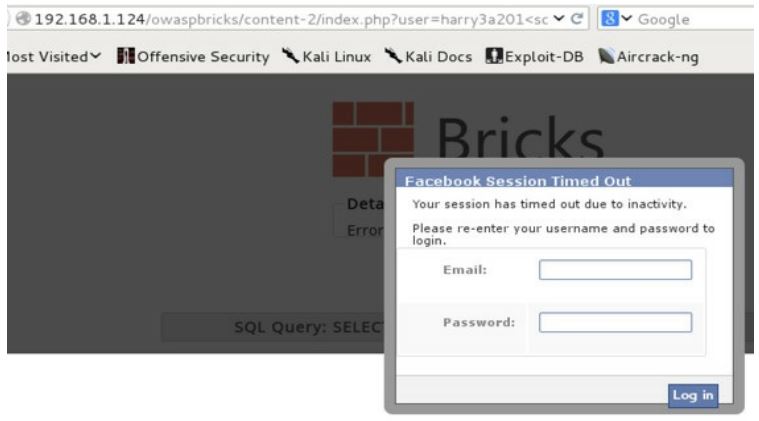 192.168.1.124/owaspbricks/content-2/index.php?user=harry3a201<sc
8 Google
Most Visited Offensive Security Kali Linux Kali Docs Exploit-DB Aircrack-ng
Bricks
Facebook Session Timed Out
Deta
Your session has timed out due to inactivity.
Error
Please re-enter your username and password to
login.
Email:
Password:
SQL Query: SELEC
Log in